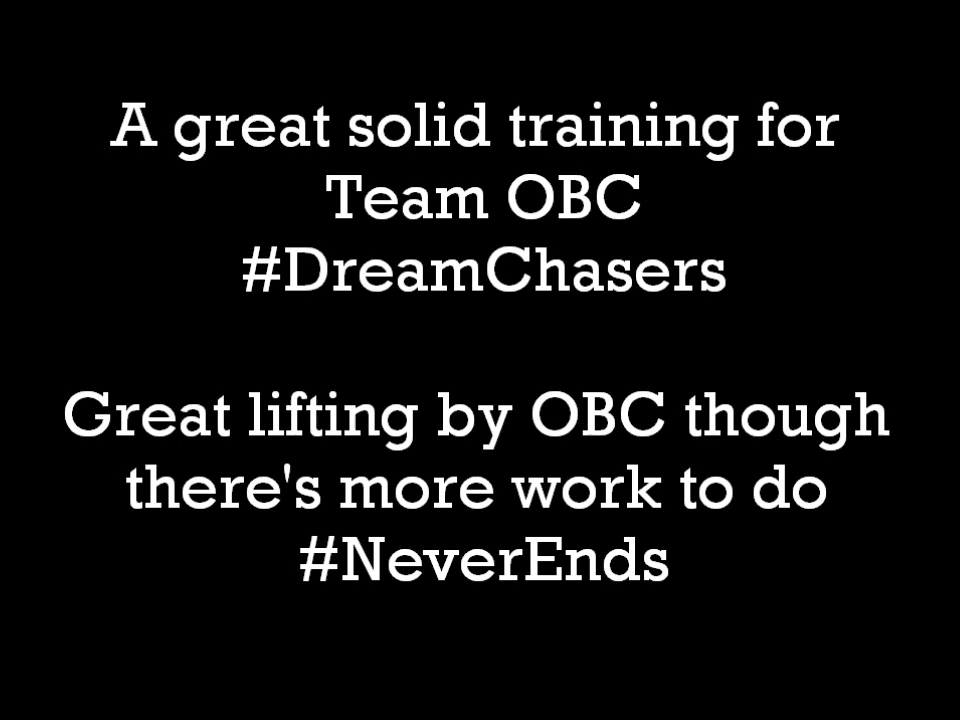 A great solid training for
Team OBC
#DreamChasers
Great lifting by OBC though
there's more work to do
#NeverEnds